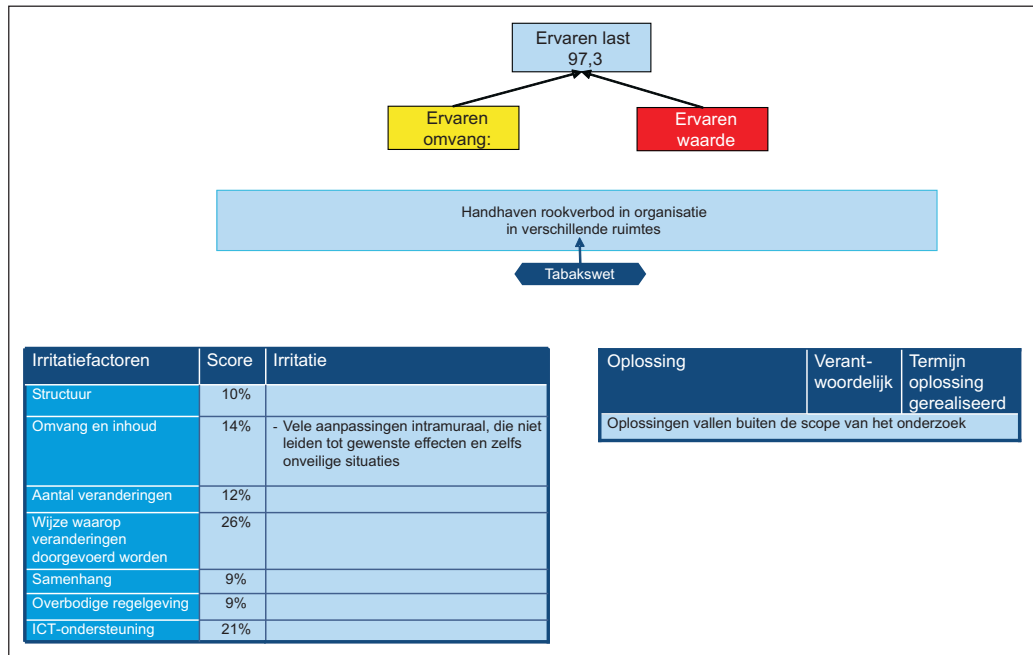 Ervaren last
97,3
Ervaren
omvang:
Ervaren
waarde
Handhaven rookverbod in organisatie
in verschillende ruimtes
Tabakswet
Irritatiefactoren Score Irritatie
Structuur 10%
Omvang en inhoud 14% - Vele aanpassingen intramuraal, die niet
leiden tot gewenste effecten en zelfs
onveilige situaties
Aantal veranderingen 12%
Wijze waarop 26%
veranderingen
doorgevoerd worden
Samenhang 9%
Overbodige regelgeving 9%
ICT-ondersteuning 21%
Oplossing Verant- Termijn
woordelijk oplossing
gerealiseerd
Oplossingen vallen buiten de scope van het onderzoek